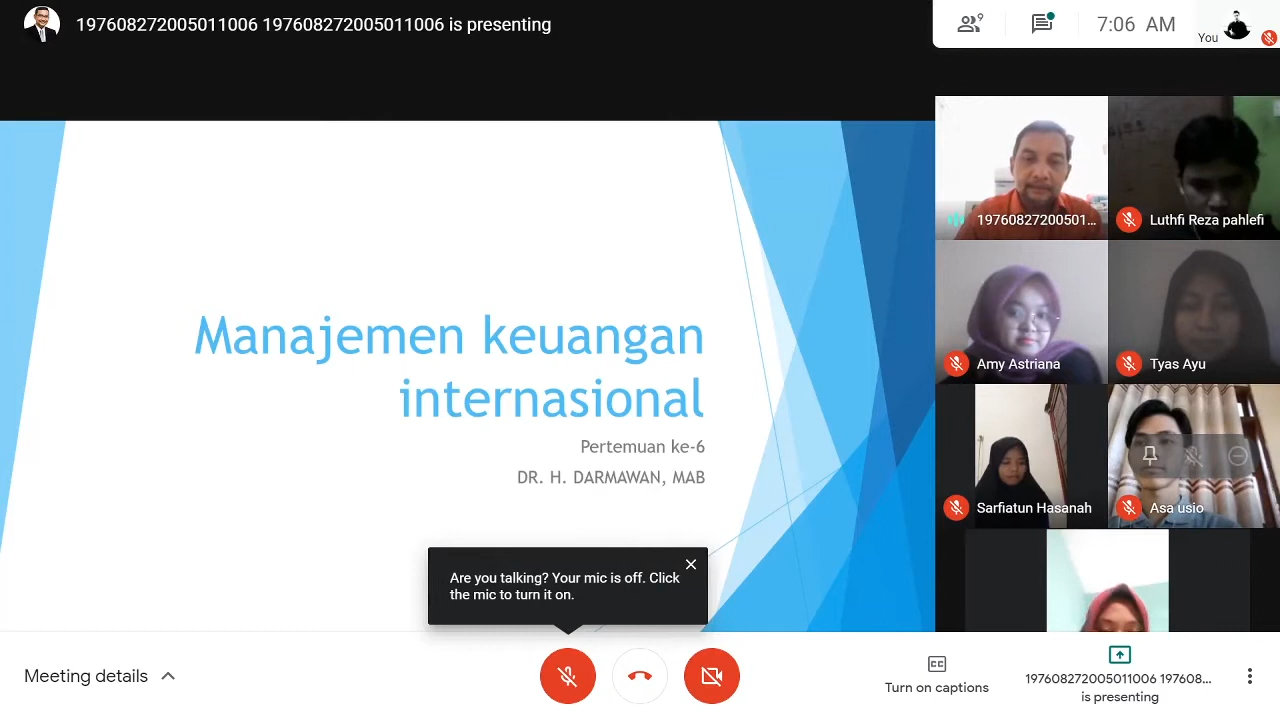 197608272005011006 197608272005011006 is presenting
9
7:06 AM
You
Manajemen keuangan
internasional
Pertemuan ke-6
DR. H. DARMAWAN, MAB
19760827200501...
Luthfi Reza pahlefi
Amy Astriana
Tyas Ayu
Sarfiatun Hasanah
Asa usio
Are you talking? Your mic is off. Click
the mic to turn it on.
Meeting details
CC
Turn on captions
197608272005011006 197608...
is presenting